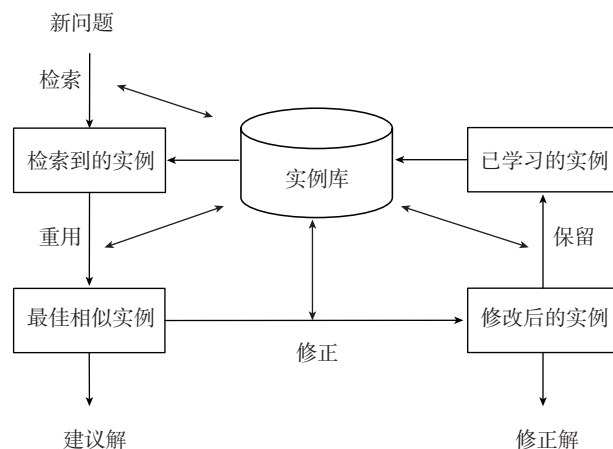 新问题
检索
检索到的实例
实例库
已学习的实例
重用
保留
最佳相似实例
修改后的实例
修正
建议解
修正解